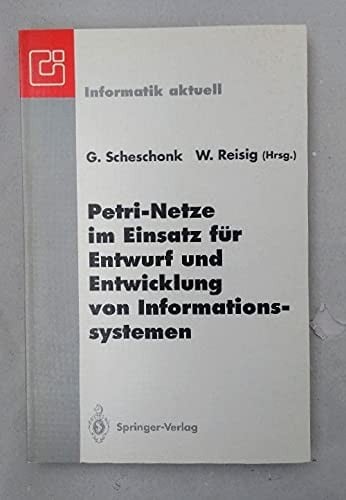 Informatik aktuell
G. Scheschonk W. Reisig (Hrsg.)
Petri-Netze
im Einsatz für
Entwurf und
Entwicklung
von Informations-
systemen
Springer-Verlag